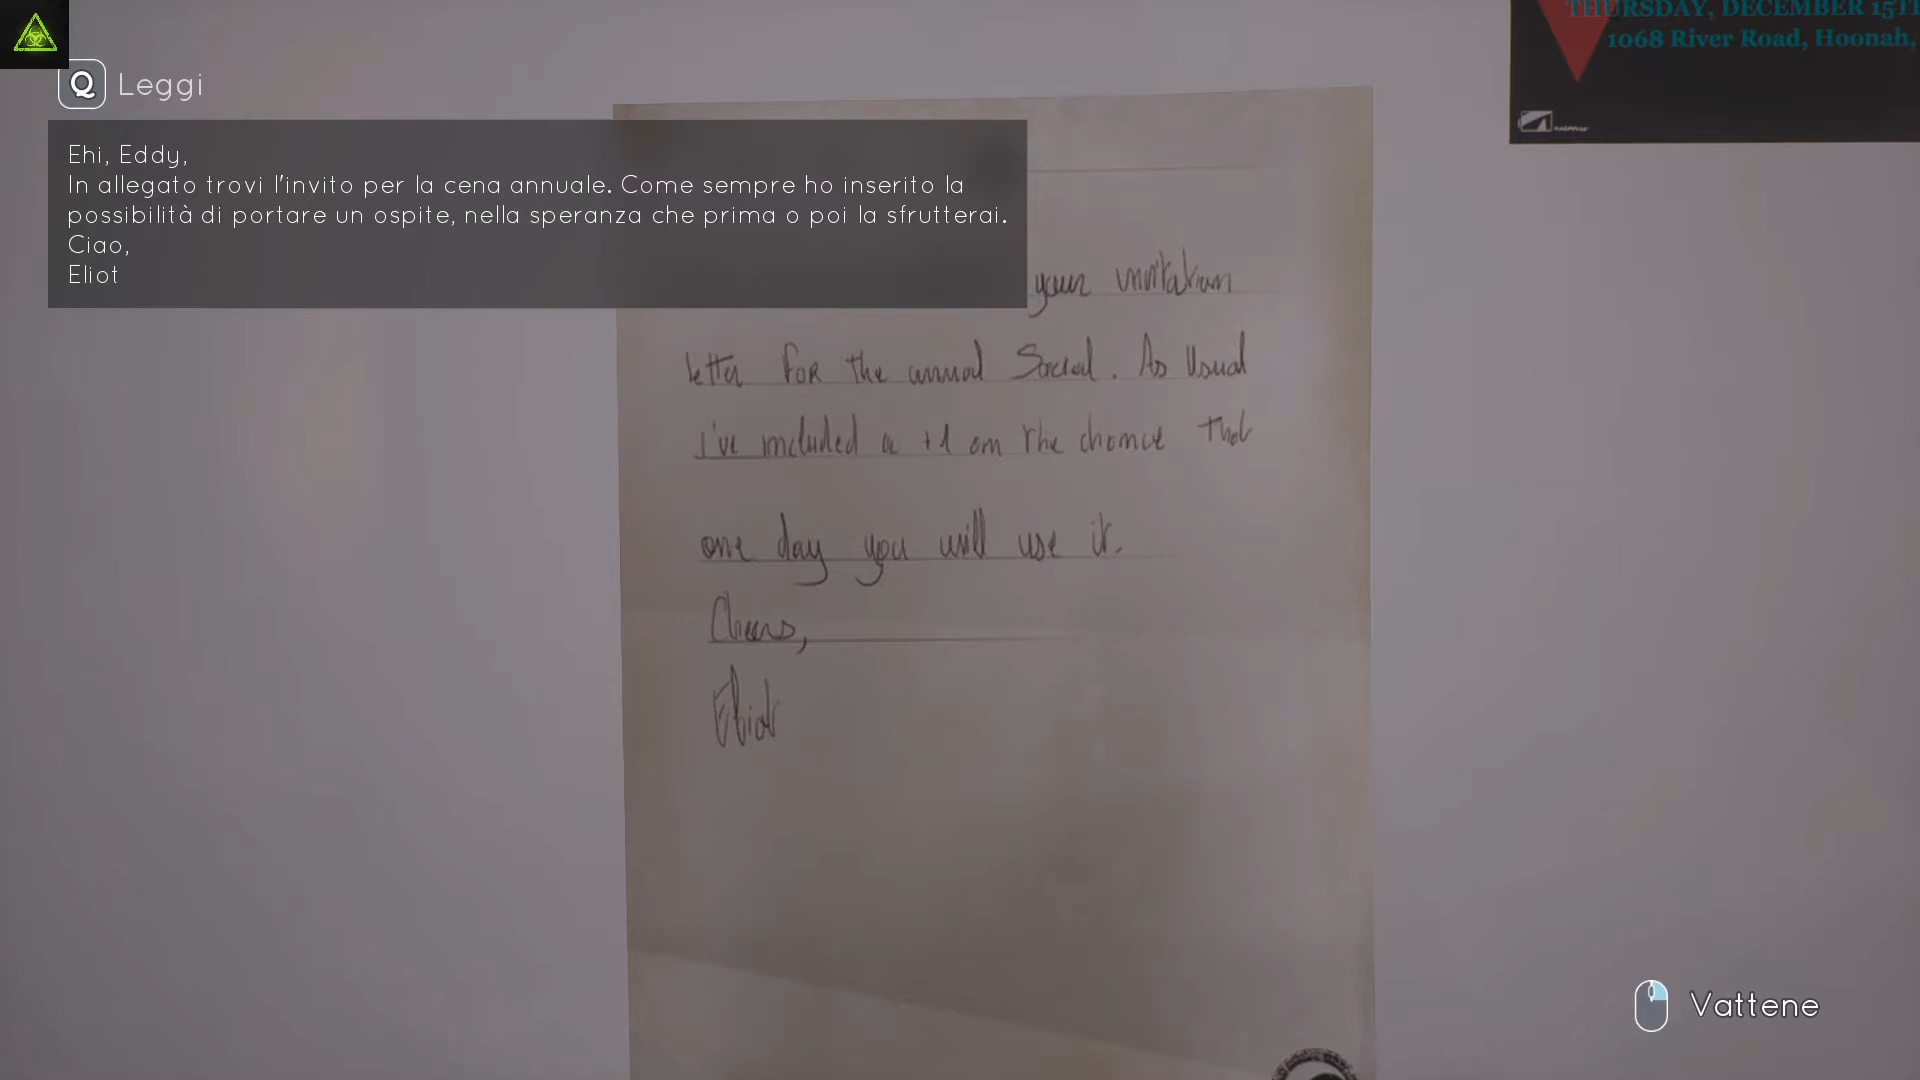 THURSDAY, DECEMBER 15TH
1068 River Road, Hoonah,
Q Leggi
Ehi, Eddy,
In allegato trovi l'invito per la cena annuale. Come sempre ho inserito la
possibilità di portare un ospite, nella speranza che prima o poi la sfrutterai.
Ciao,
Eliot
your invitation
letter for the annual Social. As Usual
I've included a +1 on the chance that
one day you will use it.
Cheers,
Eliot
Vattene